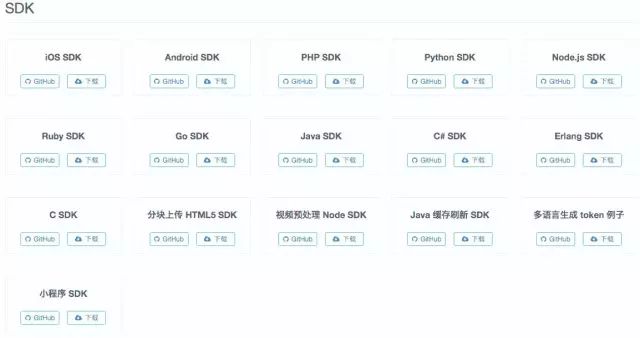 SDK
iOS SDK
Android SDK
PHP SDK
Python SDK
Node.js SDK
GitHub 下载
GitHub 下载
GitHub 下载
GitHub 下载
GitHub 下载
Ruby SDK
Go SDK
Java SDK
C# SDK
Erlang SDK
GitHub 下载
GitHub 下载
GitHub 下载
GitHub 下载
GitHub 下载
C SDK
分块上传 HTML5 SDK
视频预处理 Node SDK
Java 缓存刷新 SDK
多语言生成 token 例子
GitHub 下载
GitHub 下载
GitHub 下载
GitHub 下载
GitHub 下载
小程序 SDK
GitHub 下载